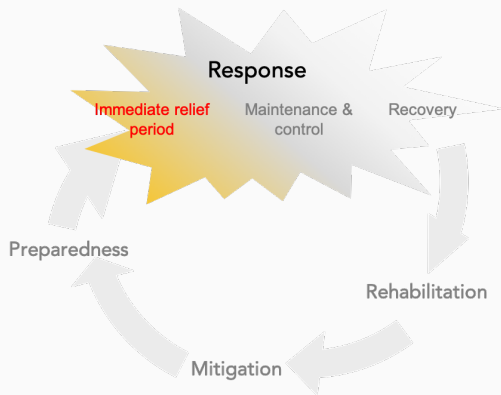 Response
Immediate relief
period
Maintenance &
control
Recovery
Preparedness
Rehabilitation
Mitigation